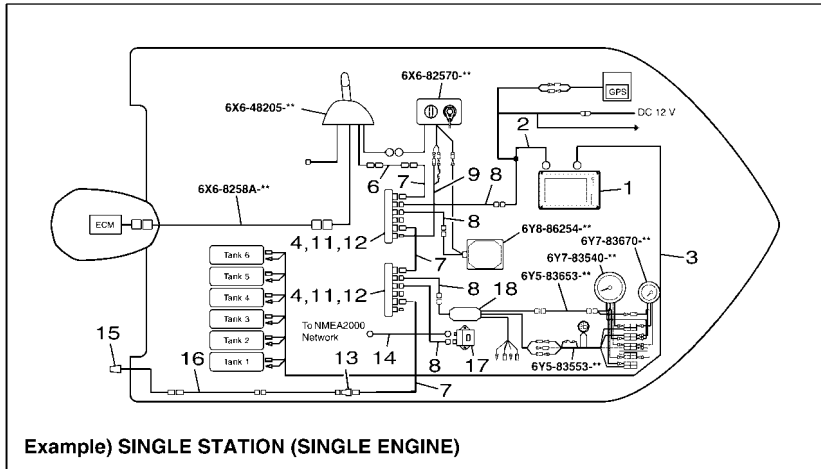 6X6-82570-**
6X6-48205-**
GPS
DC 12 V
2
9
6
7
8
1
6X6-8258A-**
8
ECM
4,11,12
6Y8-86254-**
6Y7-83670-**
6Y7-83540-**
7
3
Tank 6
Tank 5
Tank 4
Tank 3
Tank 2
Tank 1
8
6Y5-83653-**
4,11,12
18
15
To NMEA2000
Network
16
13
14
8
17
7
6Y5-83553-**
Example) SINGLE STATION (SINGLE ENGINE)